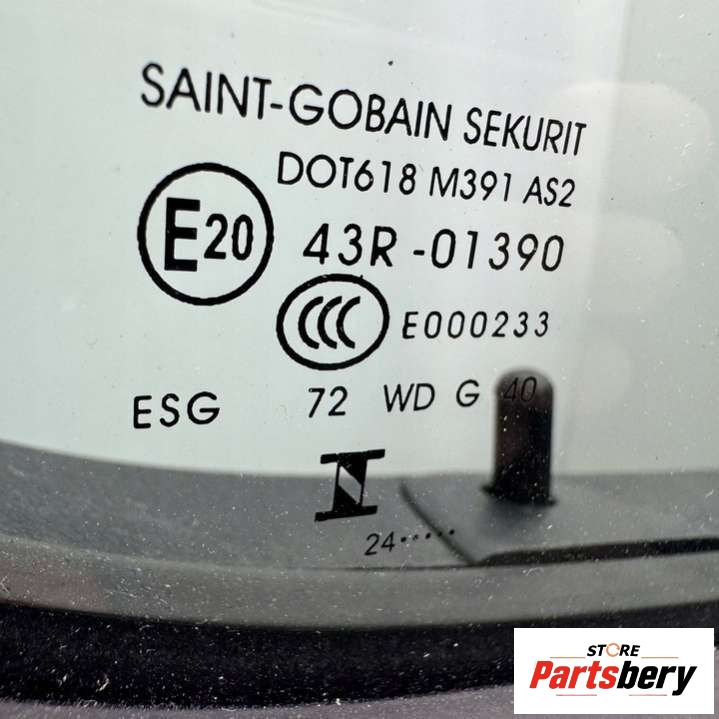 SAINT-GOBAIN SEKURIT
DOT618 M391 AS2
E20 43R -01390
CCC E000233
ESG 72 WD G 40
24.....
STORE
Partsbery